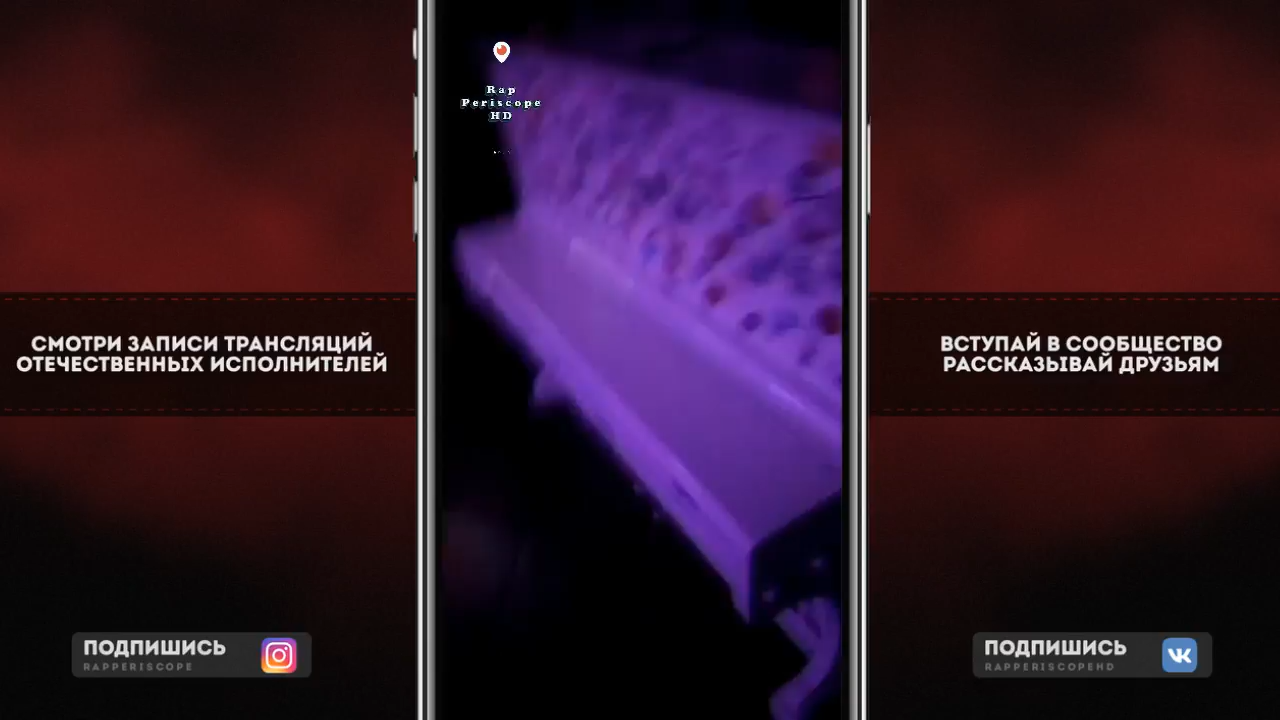 Rap
Periscope
HD
СМОТРИ ЗАПИСИ ТРАНСЛЯЦИЙ
ОТЕЧЕСТВЕННЫХ ИСПОЛНИТЕЛЕЙ
ВСТУПАЙ В СООБЩЕСТВО
РАССКАЗЫВАЙ ДРУЗЬЯМ
ПОДПИШИСЬ
RAPPERISCOPE
ПОДПИШИСЬ
RAPPERISCOPEHD